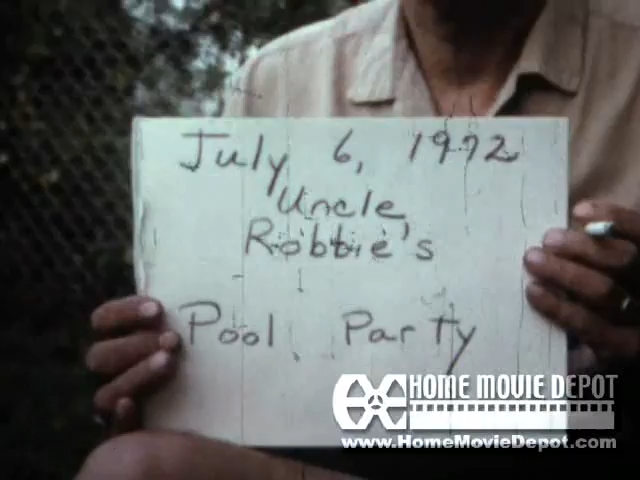 July 6, 1972
Uncle
Robbie's
Pool Party
HOME MOVIE DEPOT
www.HomeMovieDepot.com